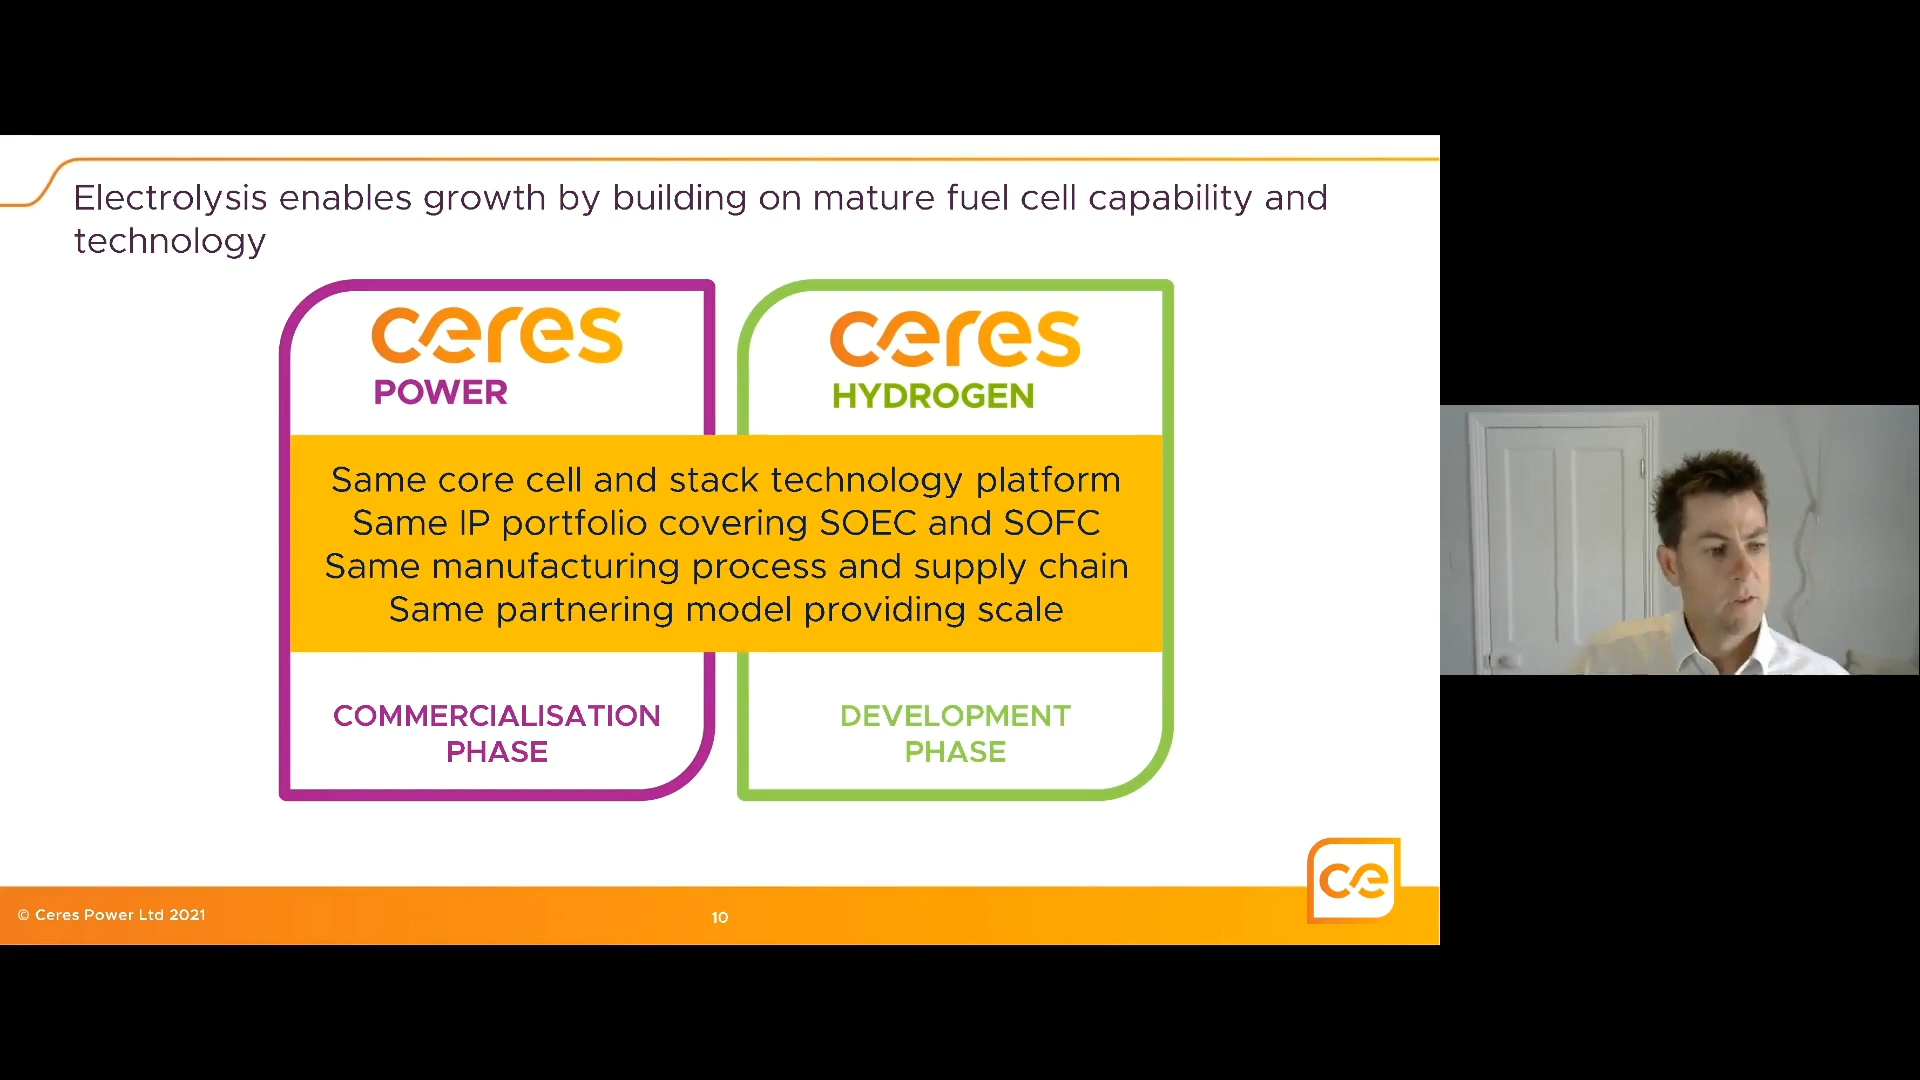 Electrolysis enables growth by building on mature fuel cell capability and
technology
ceres
POWER
ceres
HYDROGEN
Same core cell and stack technology platform
Same IP portfolio covering SOEC and SOFC
Same manufacturing process and supply chain
Same partnering model providing scale
COMMERCIALISATION
PHASE
DEVELOPMENT
PHASE
ce
© Ceres Power Ltd 2021
10